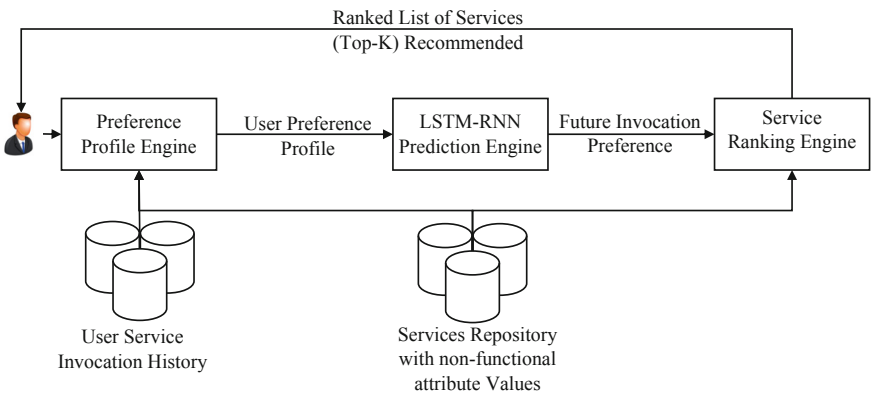 Ranked List of Services
(Top-K) Recommended
Preference
Profile Engine
User Preference
Profile
LSTM-RNN
Prediction Engine
Future Invocation
Preference
Service
Ranking Engine
User Service
Invocation History
Services Repository
with non-functional
attribute Values